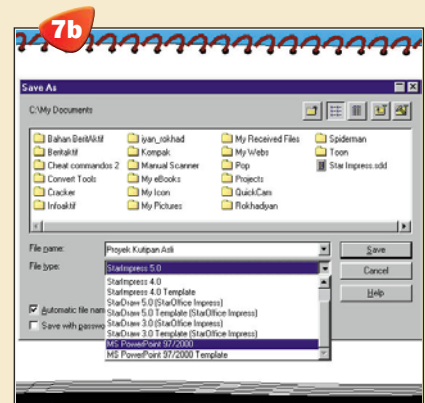 7b
Save As
C:\My Documents
Bahan BeritAktif
iyan_rokhad
My Received Files
Spiderman
Beritaktif
Kompak
My Webs
Toon
Cheat commandos 2
Manual Scanner
Pop
Star Impress.sdd
Convert Tools
My eBooks
Projects
Cracker
My Icon
QuickCam
Infoaktif
My Pictures
Rokhadiyan
File name:
Proyek Kutipan Asli
Save
File type:
StarImpress 5.0
Cancel
StarImpress 4.0
Help
StarImpress 4.0 Template
StarDraw 5.0 (StarOffice Impress)
Automatic file nam
StarDraw 5.0 Template (StarOffice Impress)
StarDraw 3.0 (StarOffice Impress)
Save with passwo
StarDraw 3.0 Template (StarOffice Impress)
MS PowerPoint 97/2000
MS PowerPoint 97/2000 Template